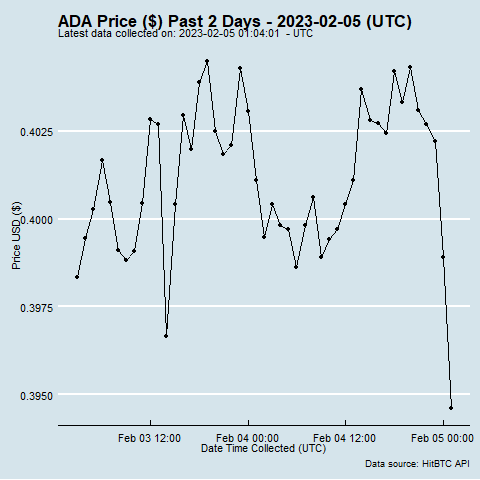 ADA Price ($) Past 2 Days - 2023-02-05 (UTC)
Latest data collected on: 2023-02-05 01:04:01  - UTC
Price USD ($)
0.4025
0.4000
0.3975
0.3950
Feb 03 12:00
Feb 04 00:00
Feb 04 12:00
Feb 05 00:00
Date Time Collected (UTC)
Data source: HitBTC API